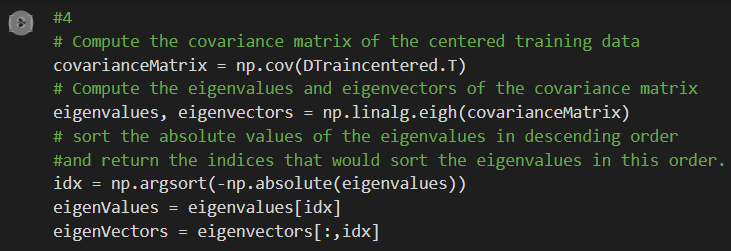 #4
# Compute the covariance matrix of the centered training data
covarianceMatrix = np.cov(DTraincentered.T)
# Compute the eigenvalues and eigenvectors of the covariance matrix
eigenvalues, eigenvectors = np.linalg.eigh(covarianceMatrix)
# sort the absolute values of the eigenvalues in descending order
#and return the indices that would sort the eigenvalues in this order.
idx = np.argsort(-np.absolute(eigenvalues))
eigenValues = eigenvalues[idx]
eigenVectors = eigenvectors[:,idx]